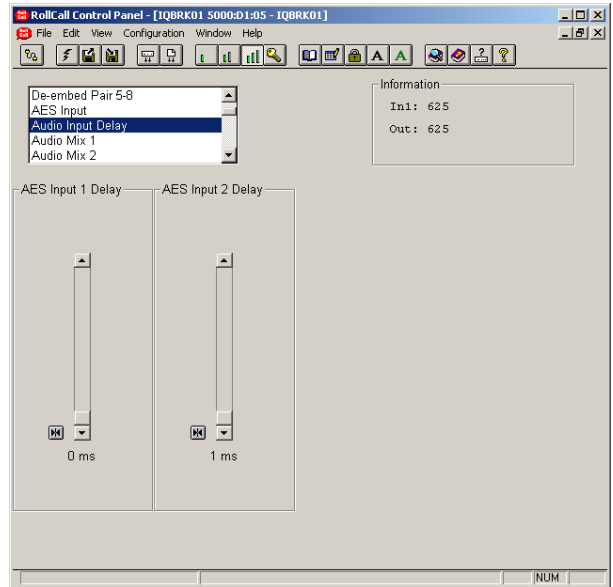 RollCall Control Panel - [IQBRK01 5000:D1:05 - IQBRK01]
File Edit View Configuration Window Help
A A
De-embed Pair 5-8
AES Input
Audio Input Delay
Audio Mix 1
Audio Mix 2
Information
In1: 625
Out: 625
AES Input 1 Delay
AES Input 2 Delay
0 ms
1 ms
NUM